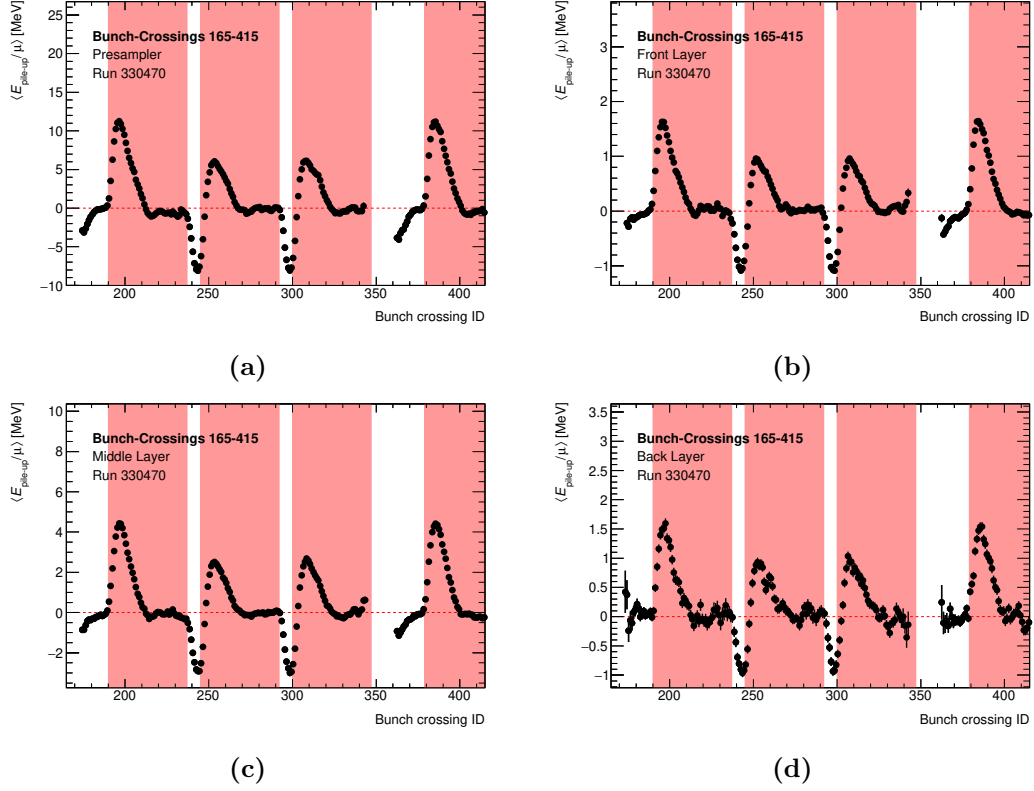 ⟨E_pile-up/μ⟩ [MeV]
25
20
15
10
5
0
−5
−10
Bunch-Crossings 165-415
Presampler
Run 330470
200 250 300 350 400
Bunch crossing ID
(a)
⟨E_pile-up/μ⟩ [MeV]
3
2
1
0
−1
Bunch-Crossings 165-415
Front Layer
Run 330470
200 250 300 350 400
Bunch crossing ID
(b)
⟨E_pile-up/μ⟩ [MeV]
10
8
6
4
2
0
−2
Bunch-Crossings 165-415
Middle Layer
Run 330470
200 250 300 350 400
Bunch crossing ID
(c)
⟨E_pile-up/μ⟩ [MeV]
3.5
3
2.5
2
1.5
1
0.5
0
−0.5
−1
Bunch-Crossings 165-415
Back Layer
Run 330470
200 250 300 350 400
Bunch crossing ID
(d)